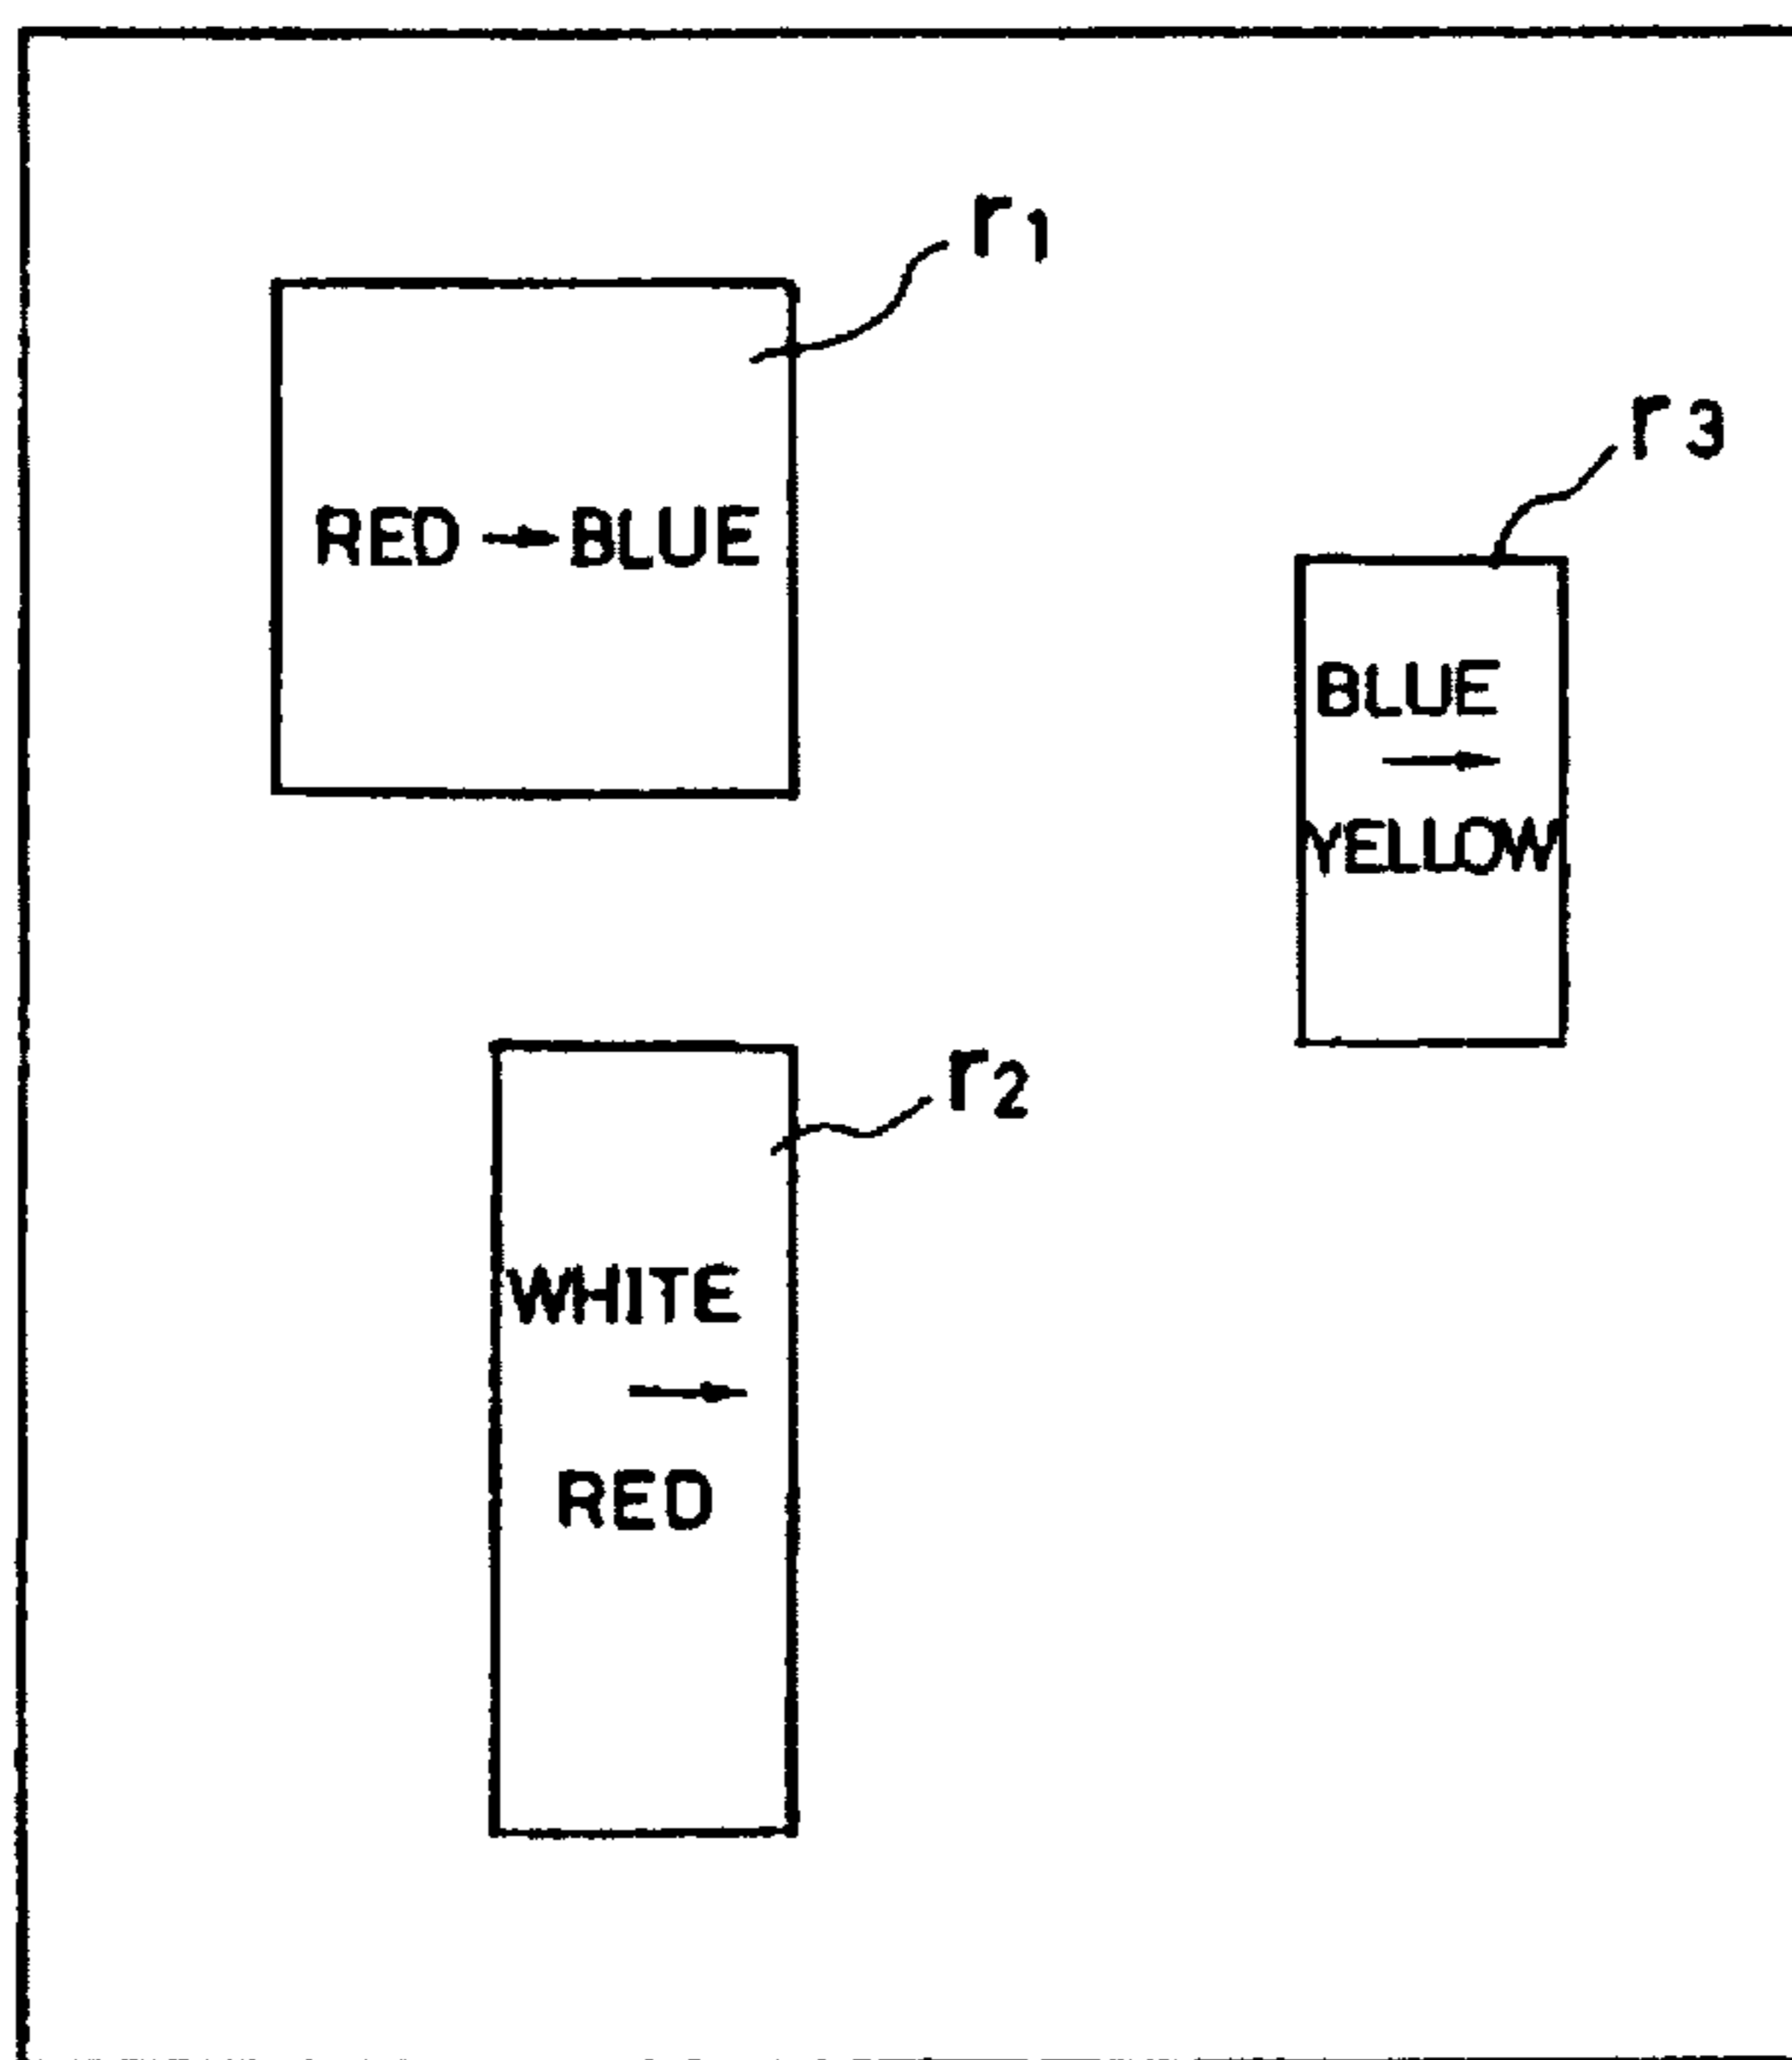 r1
RED → BLUE
r3
BLUE
→
YELLOW
r2
WHITE
→
RED